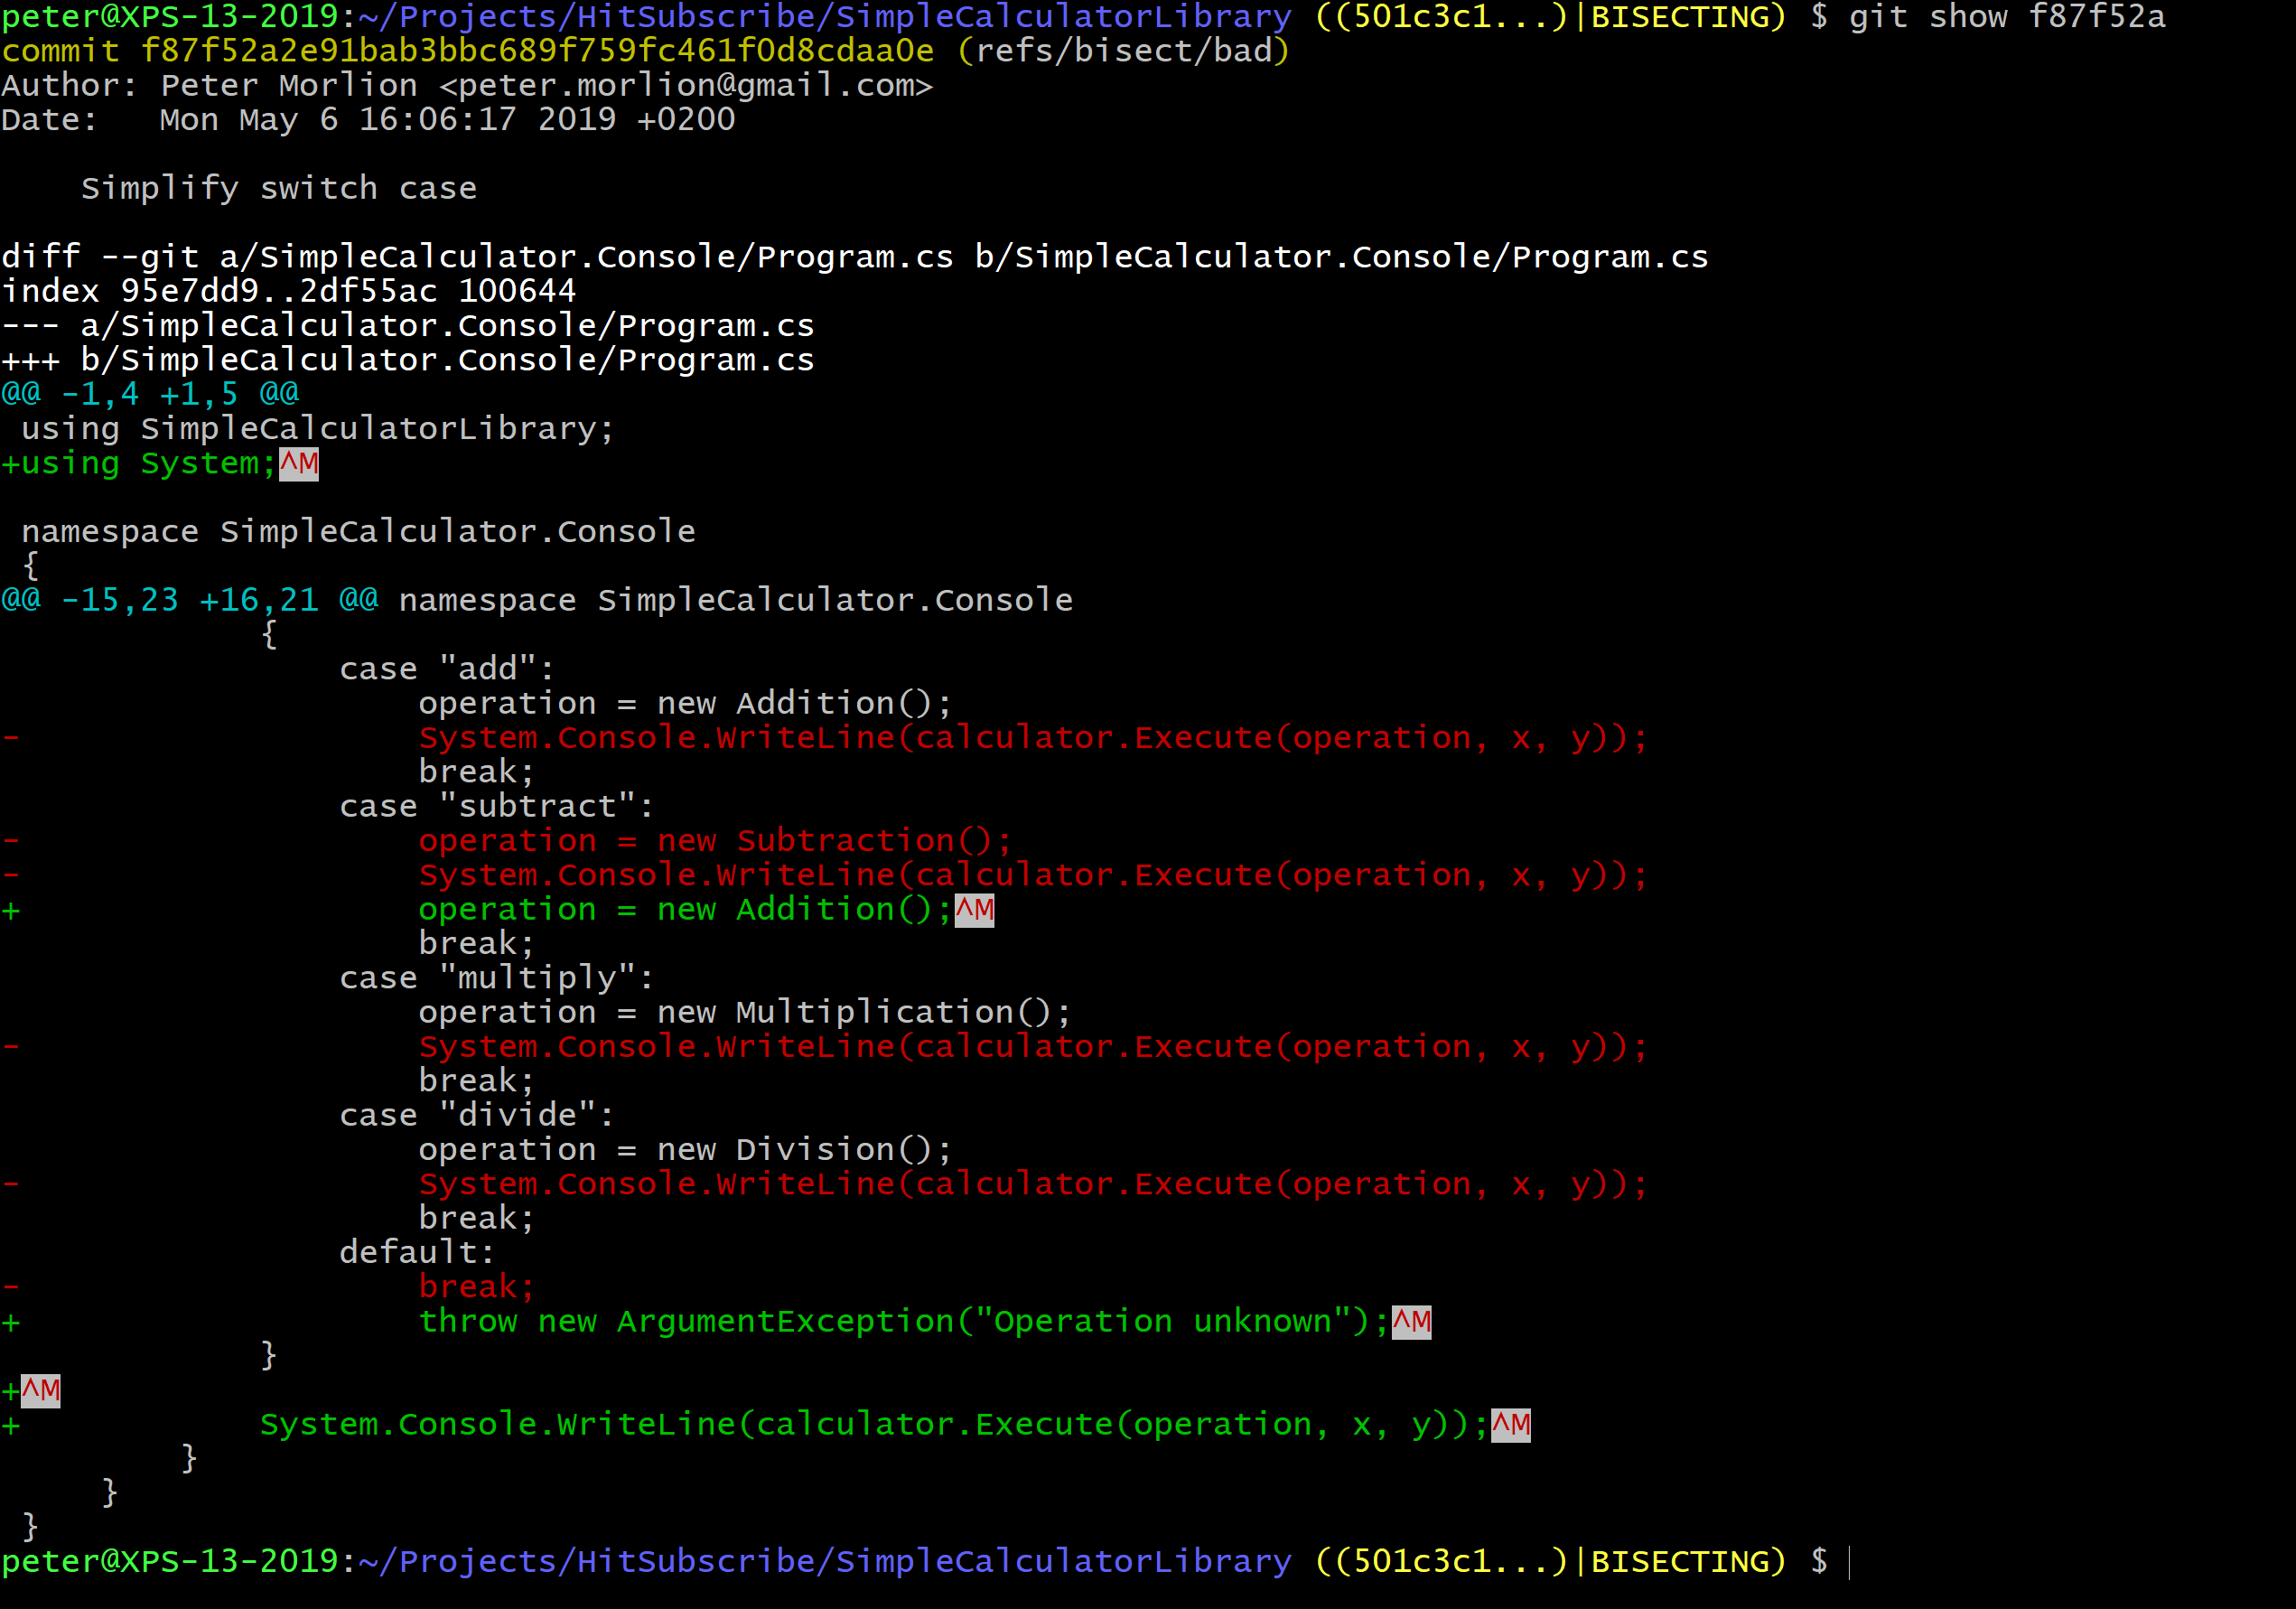 peter@XPS-13-2019:~/Projects/HitSubscribe/SimpleCalculatorLibrary ((501c3c1...)|BISECTING) $ git show f87f52a
commit f87f52a2e91bab3bbc689f759fc461f0d8cdaa0e (refs/bisect/bad)
Author: Peter Morlion <peter.morlion@gmail.com>
Date:   Mon May 6 16:06:17 2019 +0200
    Simplify switch case
diff --git a/SimpleCalculator.Console/Program.cs b/SimpleCalculator.Console/Program.cs
index 95e7dd9..2df55ac 100644
--- a/SimpleCalculator.Console/Program.cs
+++ b/SimpleCalculator.Console/Program.cs
@@ -1,4 +1,5 @@
 using SimpleCalculatorLibrary;
+using System;^M
 namespace SimpleCalculator.Console
 {
@@ -15,23 +16,21 @@ namespace SimpleCalculator.Console
             {
                 case "add":
                     operation = new Addition();
-                    System.Console.WriteLine(calculator.Execute(operation, x, y));
                     break;
                 case "subtract":
-                    operation = new Subtraction();
-                    System.Console.WriteLine(calculator.Execute(operation, x, y));
+                    operation = new Addition();^M
                     break;
                 case "multiply":
                     operation = new Multiplication();
-                    System.Console.WriteLine(calculator.Execute(operation, x, y));
                     break;
                 case "divide":
                     operation = new Division();
-                    System.Console.WriteLine(calculator.Execute(operation, x, y));
                     break;
                 default:
-                    break;
+                    throw new ArgumentException("Operation unknown");^M
             }
+^M
+            System.Console.WriteLine(calculator.Execute(operation, x, y));^M
         }
     }
 }
peter@XPS-13-2019:~/Projects/HitSubscribe/SimpleCalculatorLibrary ((501c3c1...)|BISECTING) $